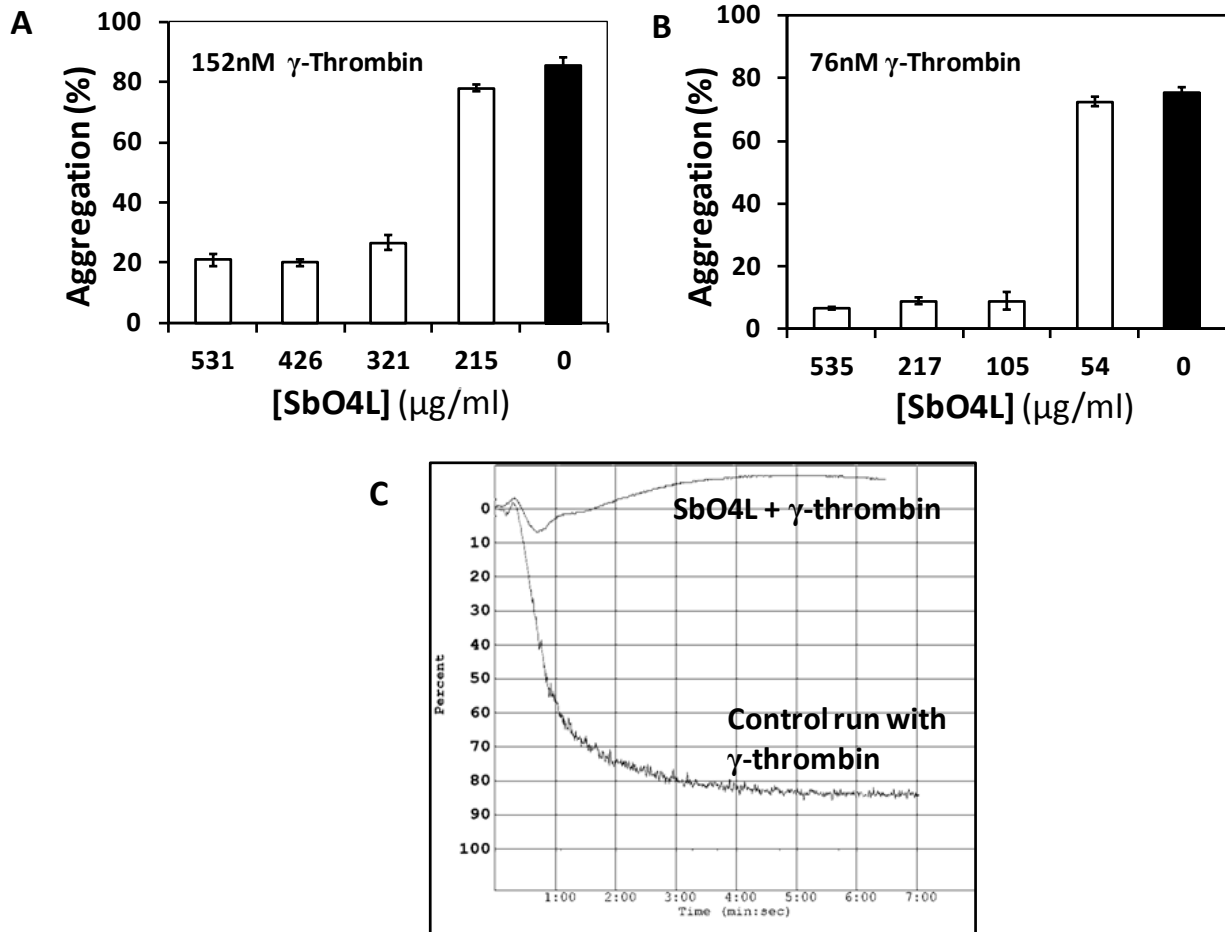 A
100
80
60
40
20
0
Aggregation (%)
152nM γ-Thrombin
531 426 321 215 0
[SbO4L] (µg/ml)
B
100
80
60
40
20
0
Aggregation (%)
76nM γ-Thrombin
535 217 105 54 0
[SbO4L] (µg/ml)
C
0
10
20
30
40
50
60
70
80
90
100
Percent
SbO4L + γ-thrombin
Control run with
γ-thrombin
1:00 2:00 3:00 4:00 5:00 6:00 7:00
Time (min:sec)